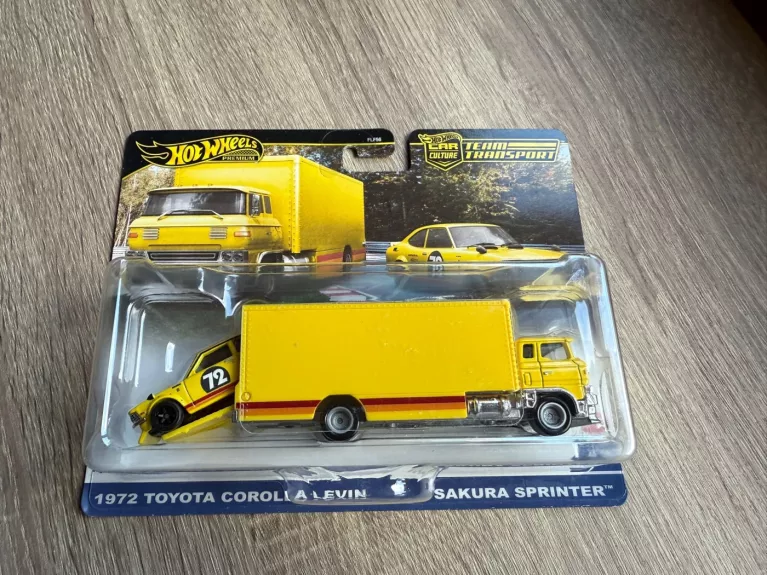 HOT WHEELS
PREMIUM
CAR
CULTURE
TEAM
TRANSPORT
72
1972 TOYOTA COROLLA LEVIN
SAKURA SPRINTER™